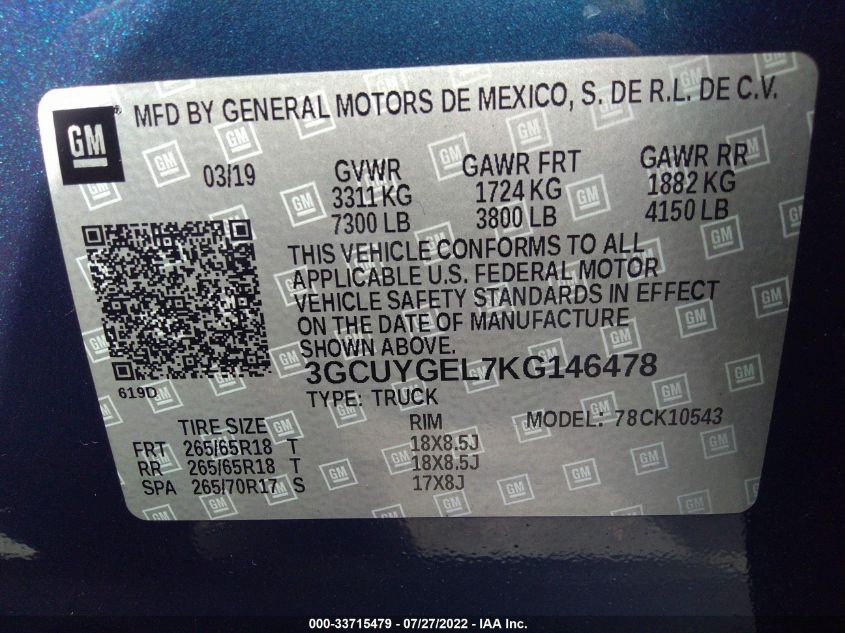 GM
MFD BY GENERAL MOTORS DE MEXICO, S. DE R.L. DE C.V.
03/19
GVWR GAWR FRT GAWR RR
3311 KG 1724 KG 1882 KG
7300 LB 3800 LB 4150 LB
THIS VEHICLE CONFORMS TO ALL
APPLICABLE U.S. FEDERAL MOTOR
VEHICLE SAFETY STANDARDS IN EFFECT
ON THE DATE OF MANUFACTURE
SHOWN ABOVE.
3GCUYGEL7KG146478
619D
TYPE: TRUCK
MODEL: 78CK10543
TIRE SIZE RIM
FRT 265/65R18 T 18X8.5J
RR 265/65R18 T 18X8.5J
SPA 265/70R17 S 17X8J
000-33715479 - 07/27/2022 - IAA Inc.